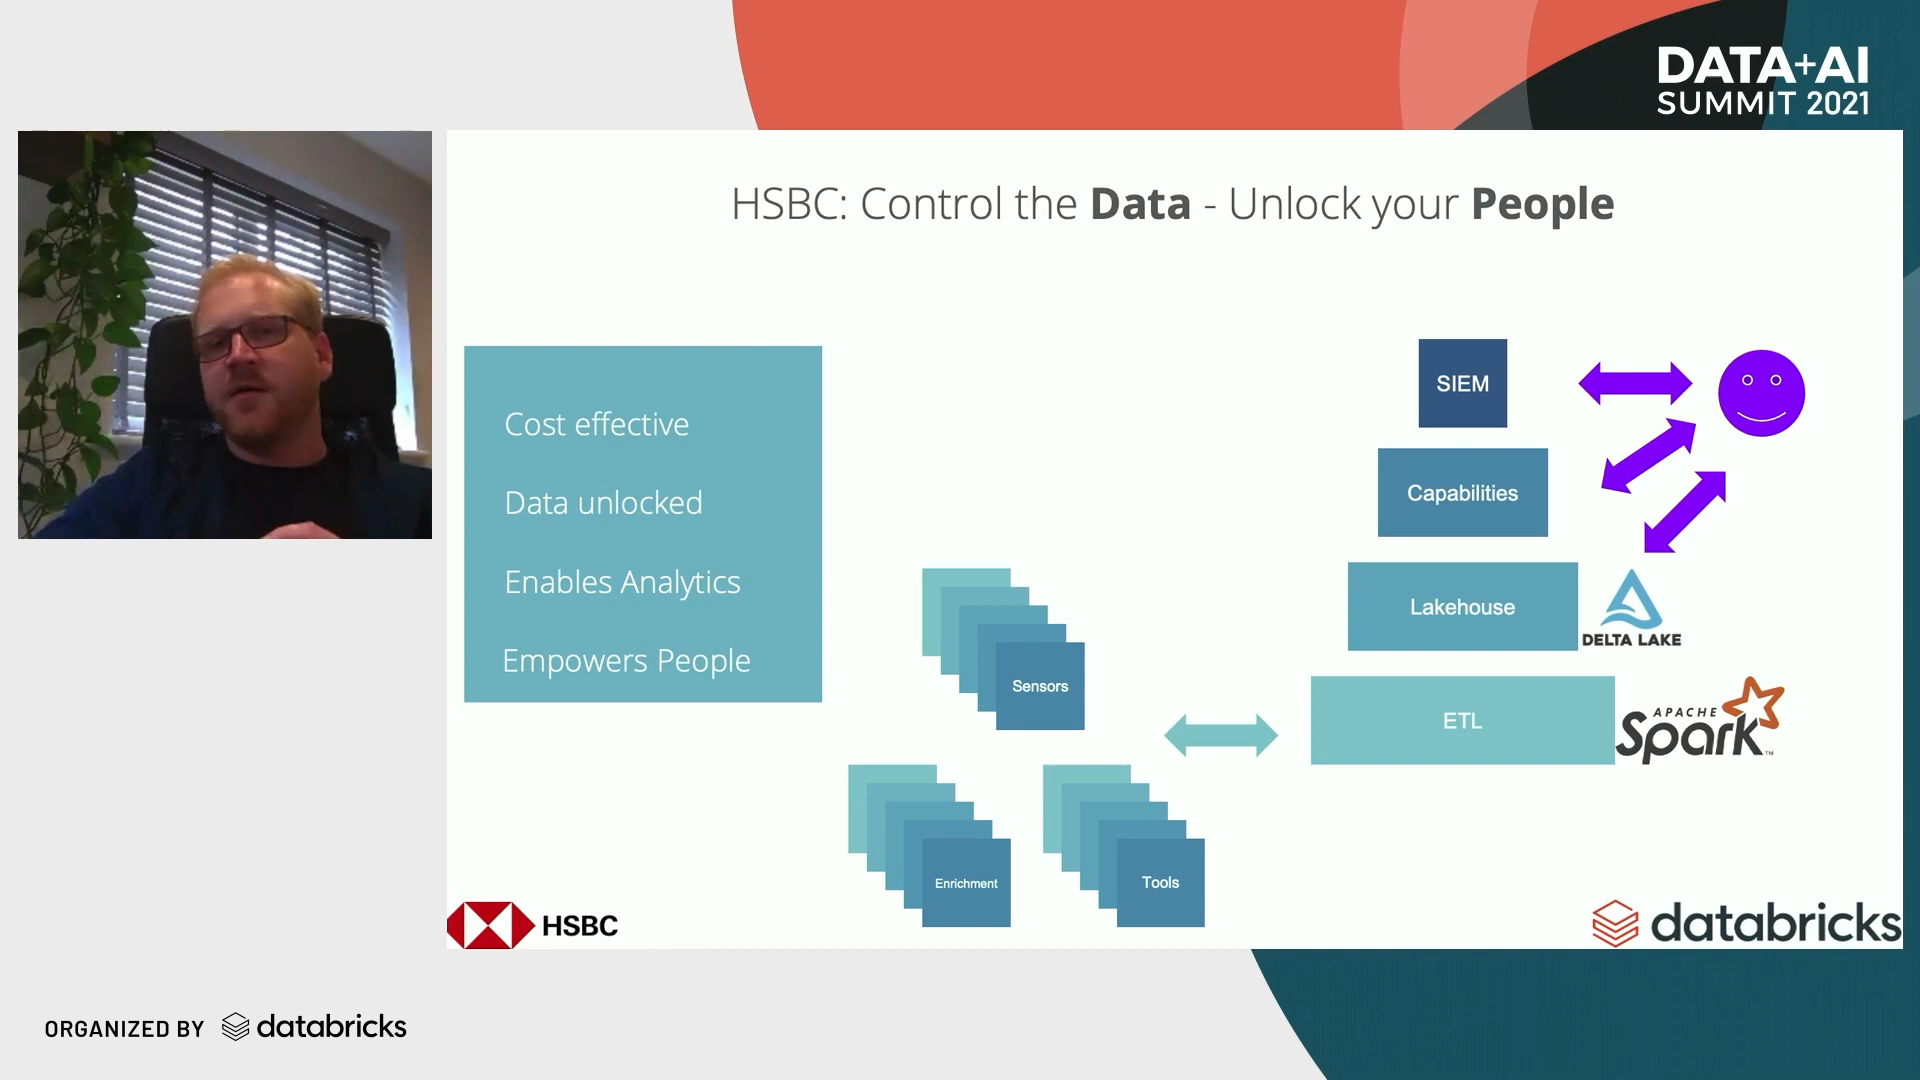 DATA+AI
SUMMIT 2021
HSBC: Control the Data - Unlock your People
Cost effective
Data unlocked
Enables Analytics
Empowers People
SIEM
Capabilities
Lakehouse
DELTA LAKE
ETL
APACHE
Spark™
Sensors
Enrichment
Tools
HSBC
databricks
ORGANIZED BY databricks